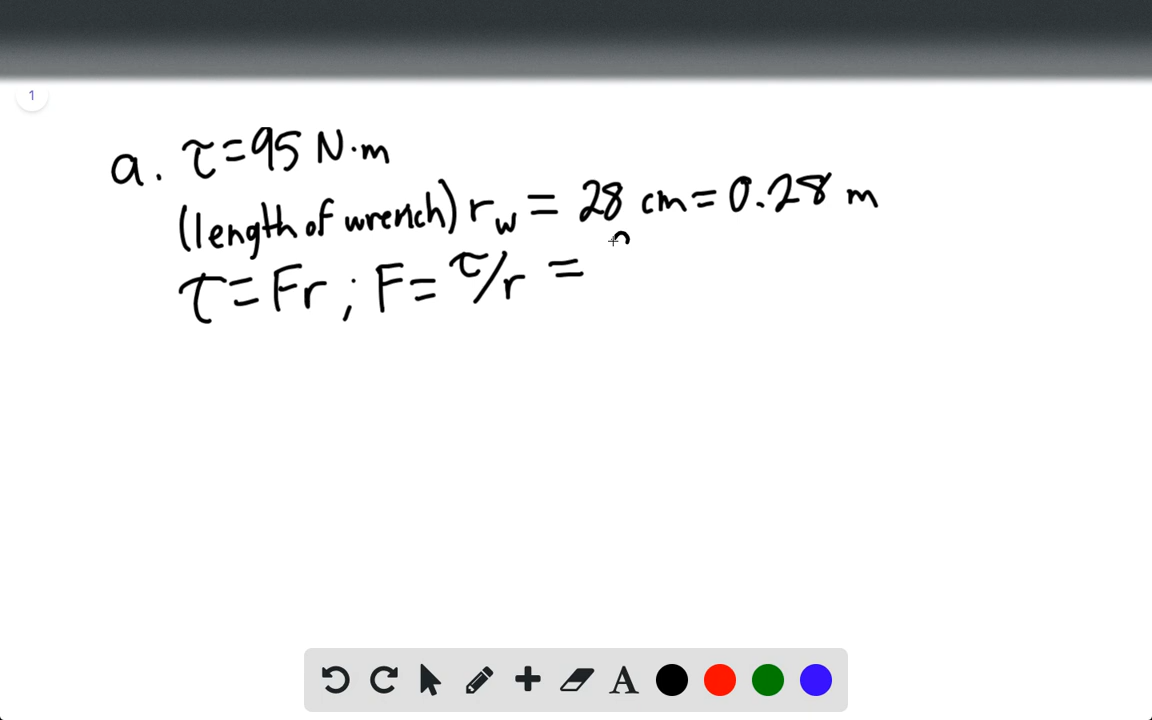 1
a. τ=95 N·m
(length of wrench) r_w = 28 cm = 0.28 m
τ=Fr ; F= τ/r =
A